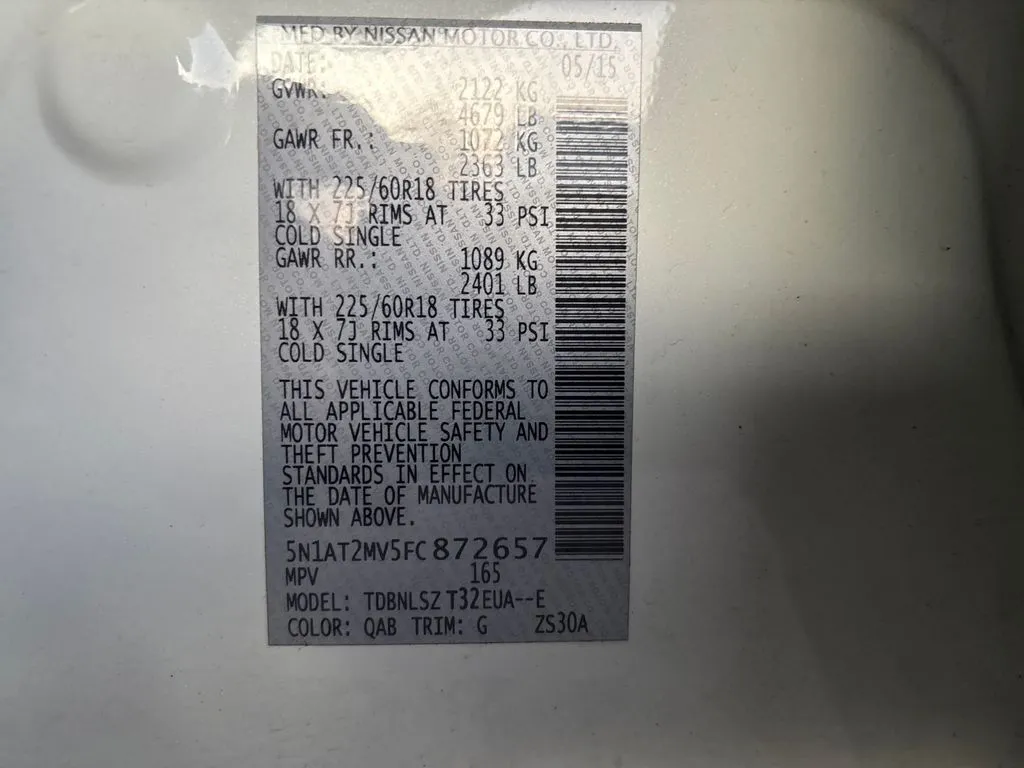 MFD BY NISSAN MOTOR CO., LTD.
DATE: 05/15
GVWR: 2122 KG
4679 LB
GAWR FR.: 1072 KG
2363 LB
WITH 225/60R18 TIRES
18 X 7J RIMS AT 33 PSI
COLD SINGLE
GAWR RR.: 1089 KG
2401 LB
WITH 225/60R18 TIRES
18 X 7J RIMS AT 33 PSI
COLD SINGLE
THIS VEHICLE CONFORMS TO
ALL APPLICABLE FEDERAL
MOTOR VEHICLE SAFETY AND
THEFT PREVENTION
STANDARDS IN EFFECT ON
THE DATE OF MANUFACTURE
SHOWN ABOVE.
5N1AT2MV5FC872657
MPV 165
MODEL: TDBNLSZ T32EUA--E
COLOR: QAB TRIM: G ZS30A